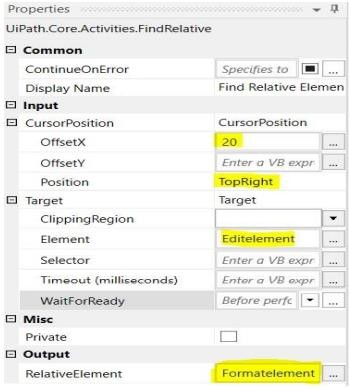 Properties
UiPath.Core.Activities.FindRelative
Common
ContinueOnError Specifies to ...
Display Name Find Relative Elemen
Input
CursorPosition CursorPosition
OffsetX 20 ...
OffsetY Enter a VB expr ...
Position TopRight
Target Target
ClippingRegion
Element Editelement ...
Selector Enter a VB expr ...
Timeout (milliseconds) Enter a VB expr ...
WaitForReady Before perfc ...
Misc
Private
Output
RelativeElement Formatelement ...